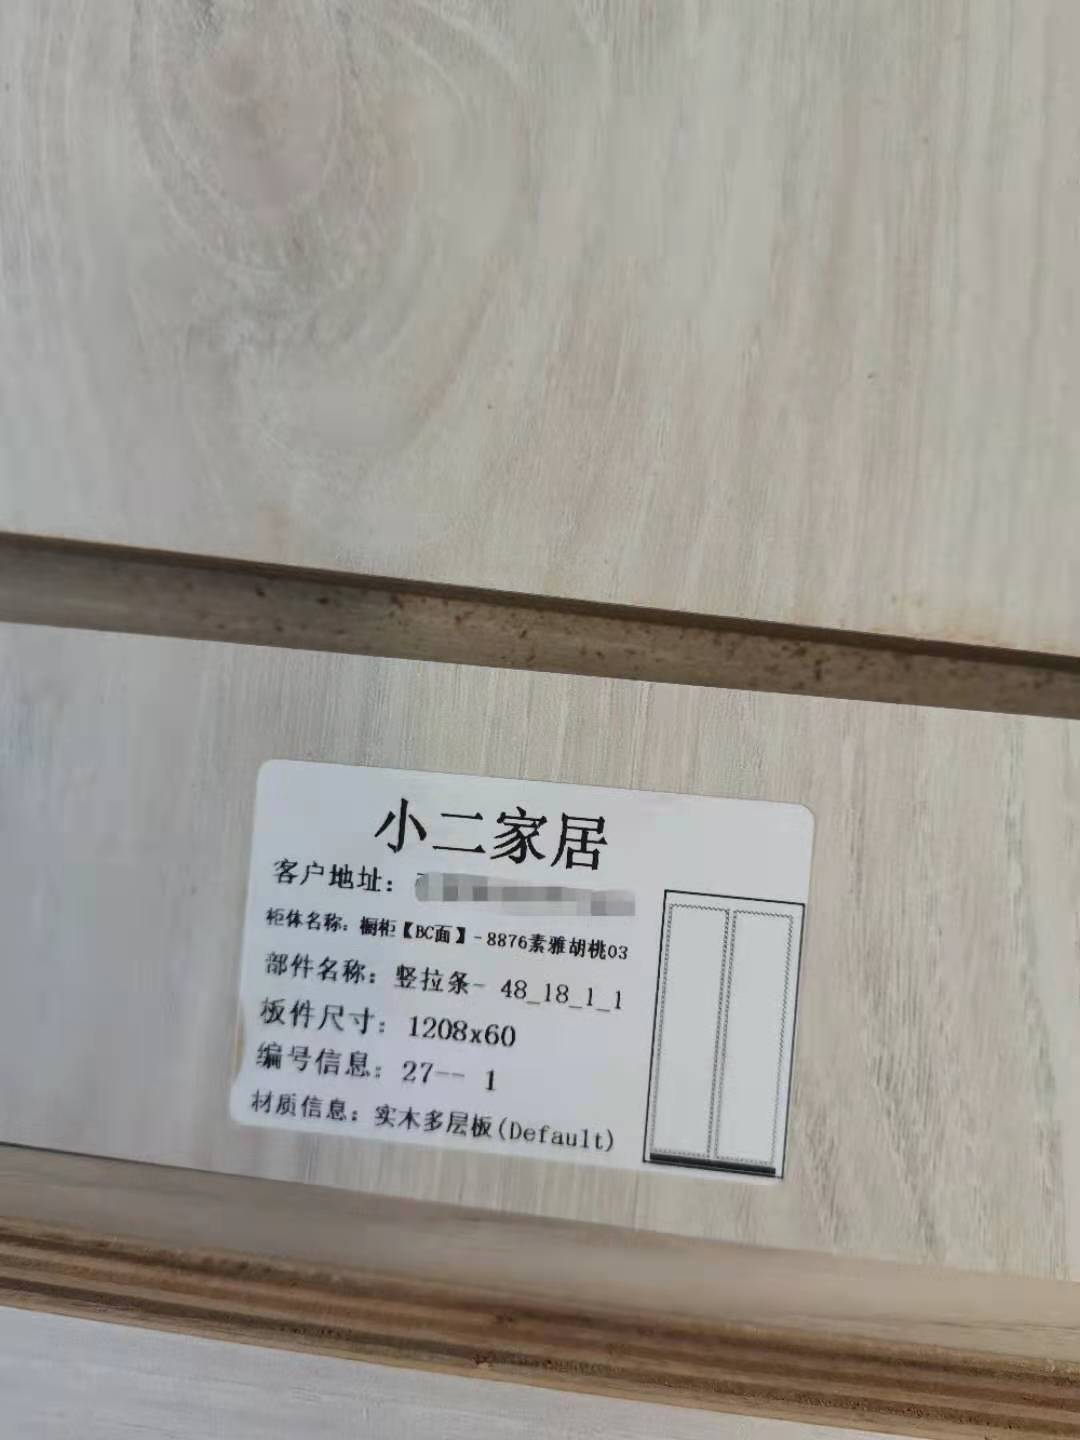 小二家居
客户地址：
柜体名称：橱柜【BC面】-8876素雅胡桃03
部件名称：竖拉条- 48_18_1_1
板件尺寸：1208x60
编号信息：27-- 1
材质信息：实木多层板(Default)